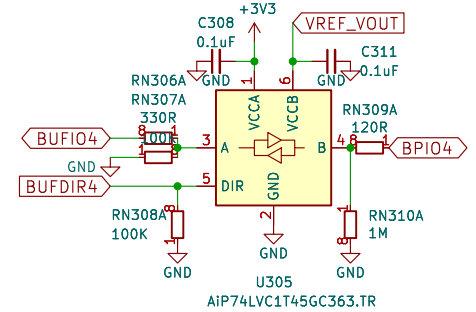 +3V3
C308
0.1uF
GND
VREF_VOUT
C311
0.1uF
GND
RN306A
RN307A
330R
100K
8 1
8 1
BUFIO4
GND
BUFDIR4
1
VCCA
6
VCCB
3 A
5 DIR
GND
2
B 4
RN309A
120R
8 1
BPIO4
RN308A
100K
8
1
GND
GND
RN310A
1M
1
8
GND
U305
AiP74LVC1T45GC363.TR